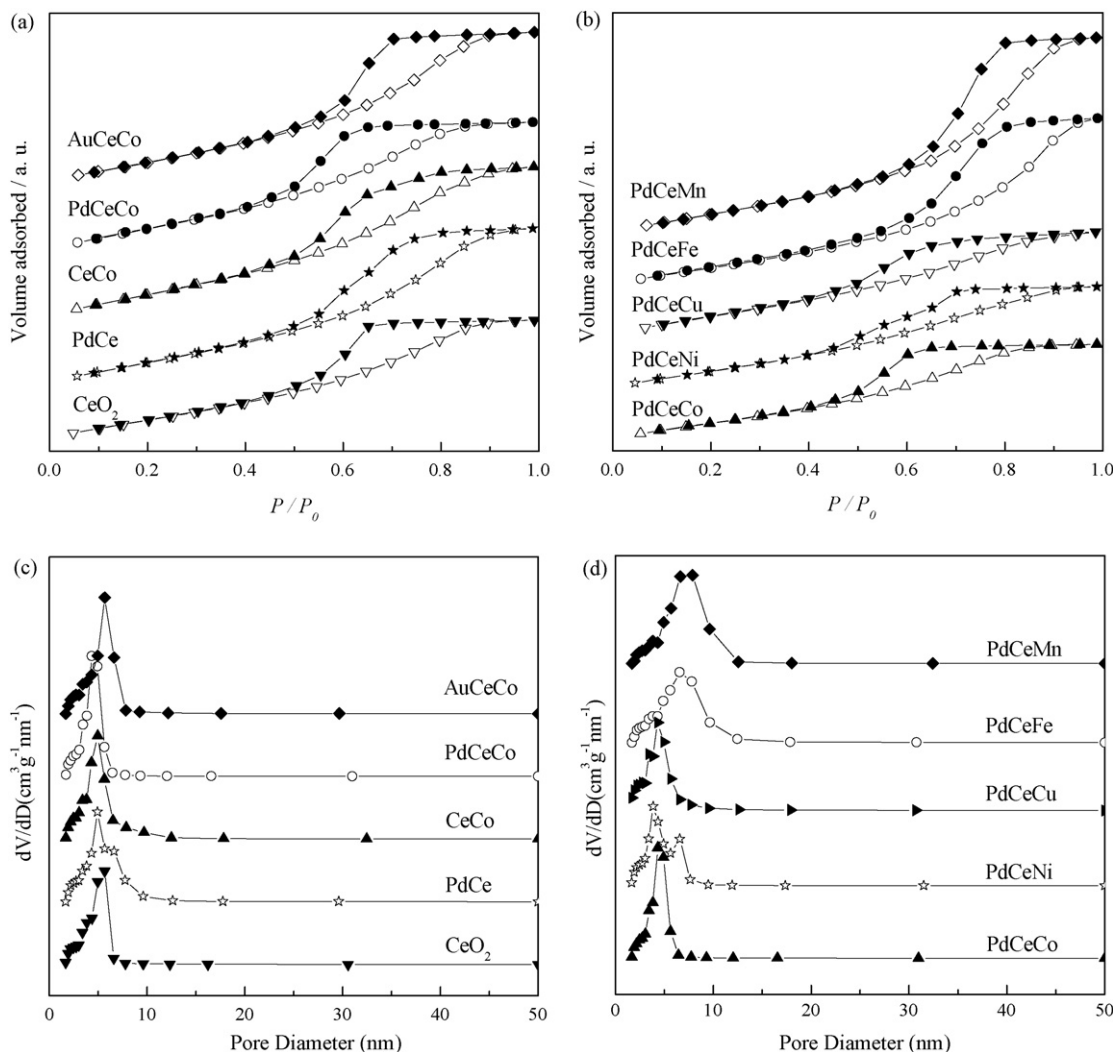 (a)
Volume adsorbed / a. u.
AuCeCo
PdCeCo
CeCo
PdCe
CeO₂
0.0 0.2 0.4 0.6 0.8 1.0
P / P₀
(b)
Volume adsorbed / a. u.
PdCeMn
PdCeFe
PdCeCu
PdCeNi
PdCeCo
0.0 0.2 0.4 0.6 0.8 1.0
P / P₀
(c)
dV/dD(cm³g⁻¹nm⁻¹)
AuCeCo
PdCeCo
CeCo
PdCe
CeO₂
0 10 20 30 40 50
Pore Diameter (nm)
(d)
dV/dD(cm³g⁻¹nm⁻¹)
PdCeMn
PdCeFe
PdCeCu
PdCeNi
PdCeCo
0 10 20 30 40 50
Pore Diameter (nm)